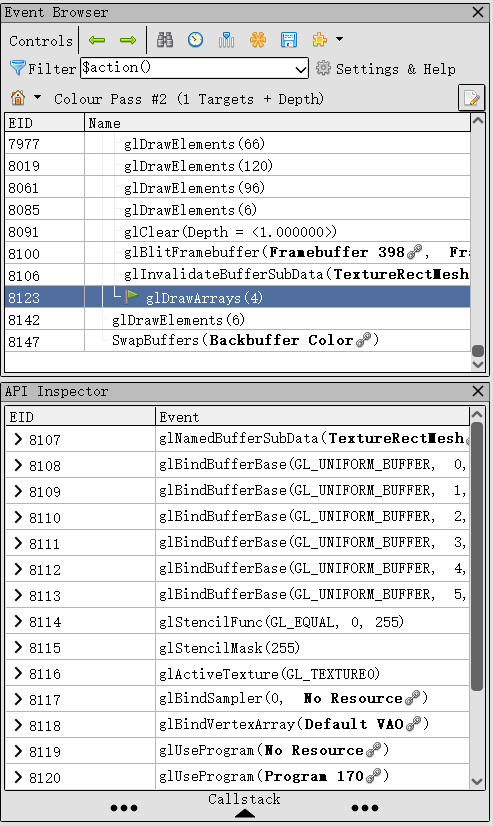 Event Browser
Controls
Filter $action() Settings & Help
Colour Pass #2 (1 Targets + Depth)
EID Name
7977 glDrawElements(66)
8019 glDrawElements(120)
8061 glDrawElements(96)
8085 glDrawElements(6)
8091 glClear(Depth = <1.000000>)
8100 glBlitFramebuffer(Framebuffer 398, Fra
8106 glInvalidateBufferSubData(TextureRectMesh
8123 glDrawArrays(4)
8142 glDrawElements(6)
8147 SwapBuffers(Backbuffer Color)
API Inspector
EID Event
8107 glNamedBufferSubData(TextureRectMesh
8108 glBindBufferBase(GL_UNIFORM_BUFFER, 0,
8109 glBindBufferBase(GL_UNIFORM_BUFFER, 1,
8110 glBindBufferBase(GL_UNIFORM_BUFFER, 2,
8111 glBindBufferBase(GL_UNIFORM_BUFFER, 3,
8112 glBindBufferBase(GL_UNIFORM_BUFFER, 4,
8113 glBindBufferBase(GL_UNIFORM_BUFFER, 5,
8114 glStencilFunc(GL_EQUAL, 0, 255)
8115 glStencilMask(255)
8116 glActiveTexture(GL_TEXTURE0)
8117 glBindSampler(0, No Resource)
8118 glBindVertexArray(Default VAO)
8119 glUseProgram(No Resource)
8120 glUseProgram(Program 170)
Callstack